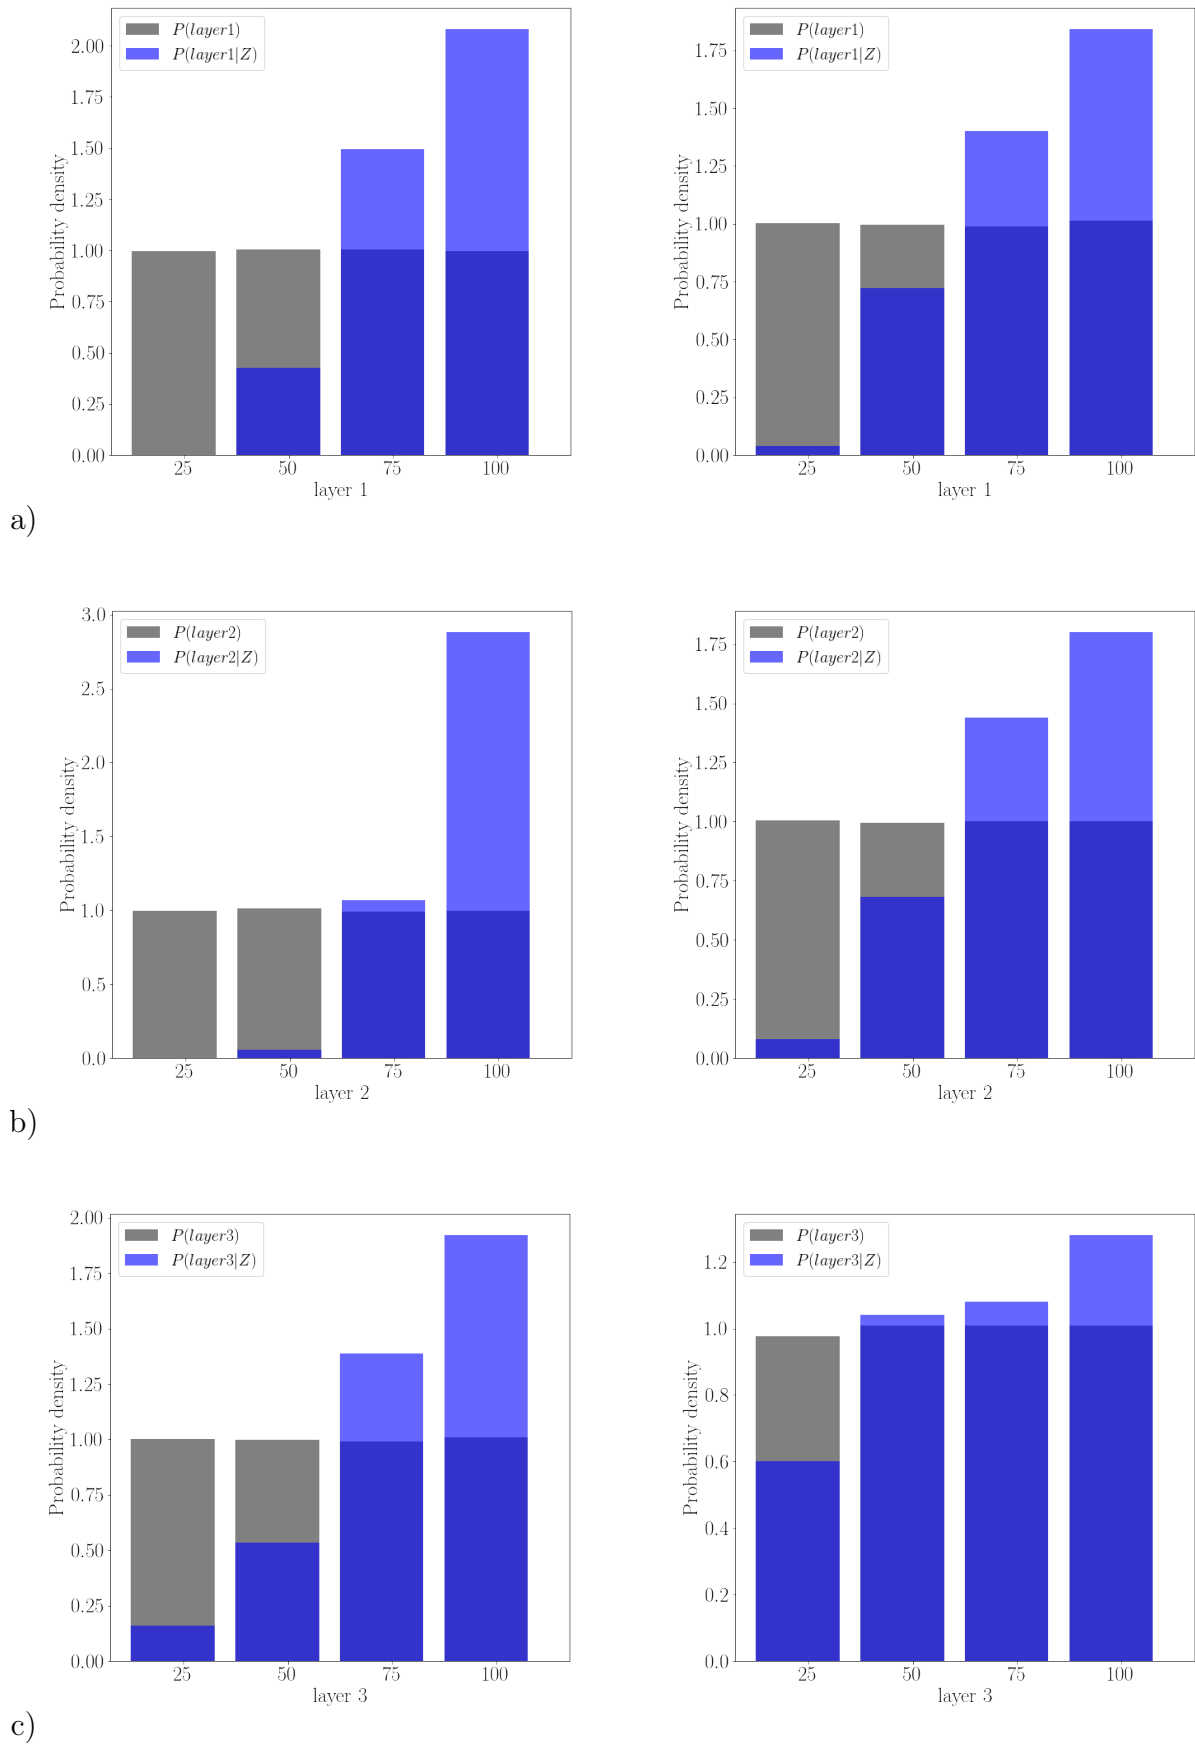 P(layer1)
P(layer1|Z)
Probability density
2.00
1.75
1.50
1.25
1.00
0.75
0.50
0.25
0.00
25 50 75 100
layer 1
P(layer1)
P(layer1|Z)
Probability density
1.75
1.50
1.25
1.00
0.75
0.50
0.25
0.00
25 50 75 100
layer 1
a)
P(layer2)
P(layer2|Z)
Probability density
3.0
2.5
2.0
1.5
1.0
0.5
0.0
25 50 75 100
layer 2
P(layer2)
P(layer2|Z)
Probability density
1.75
1.50
1.25
1.00
0.75
0.50
0.25
0.00
25 50 75 100
layer 2
b)
P(layer3)
P(layer3|Z)
Probability density
2.00
1.75
1.50
1.25
1.00
0.75
0.50
0.25
0.00
25 50 75 100
layer 3
P(layer3)
P(layer3|Z)
Probability density
1.2
1.0
0.8
0.6
0.4
0.2
0.0
25 50 75 100
layer 3
c)